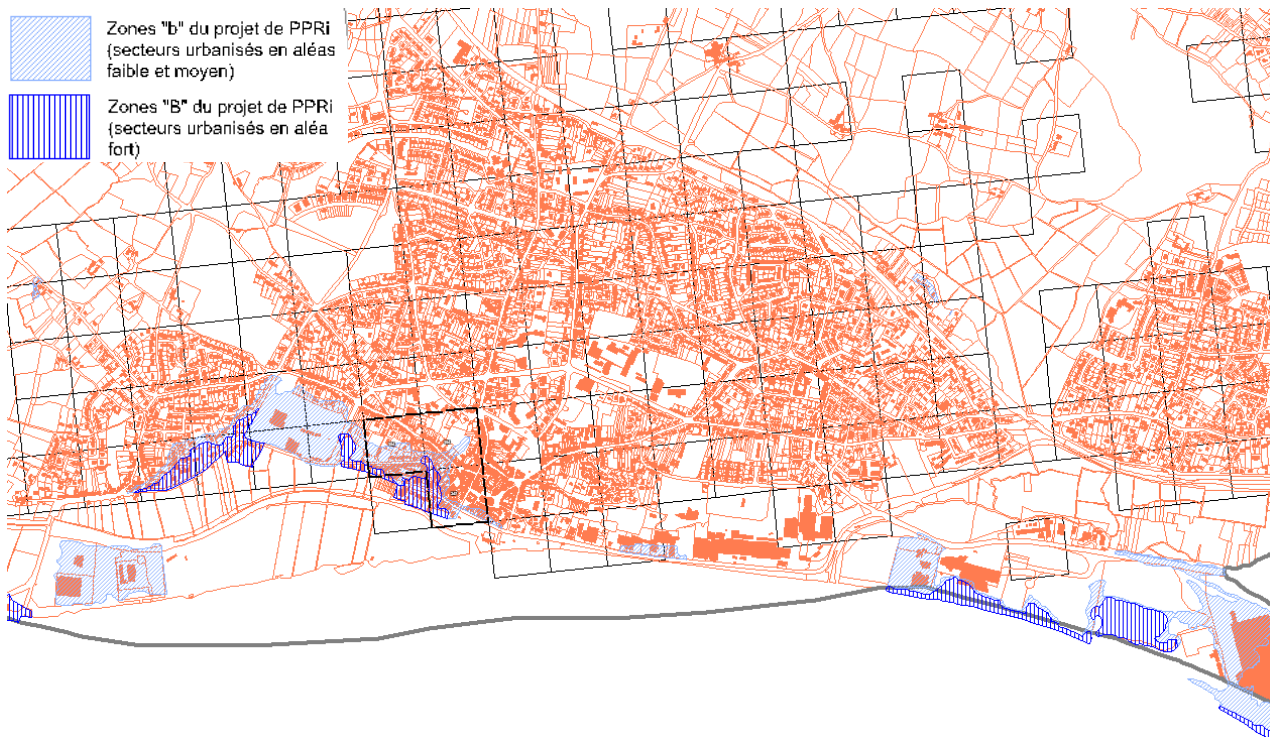 Zones "b" du projet de PPRi
(secteurs urbanisés en aléas
faible et moyen)
Zones "B" du projet de PPRi
(secteurs urbanisés en aléa
fort)